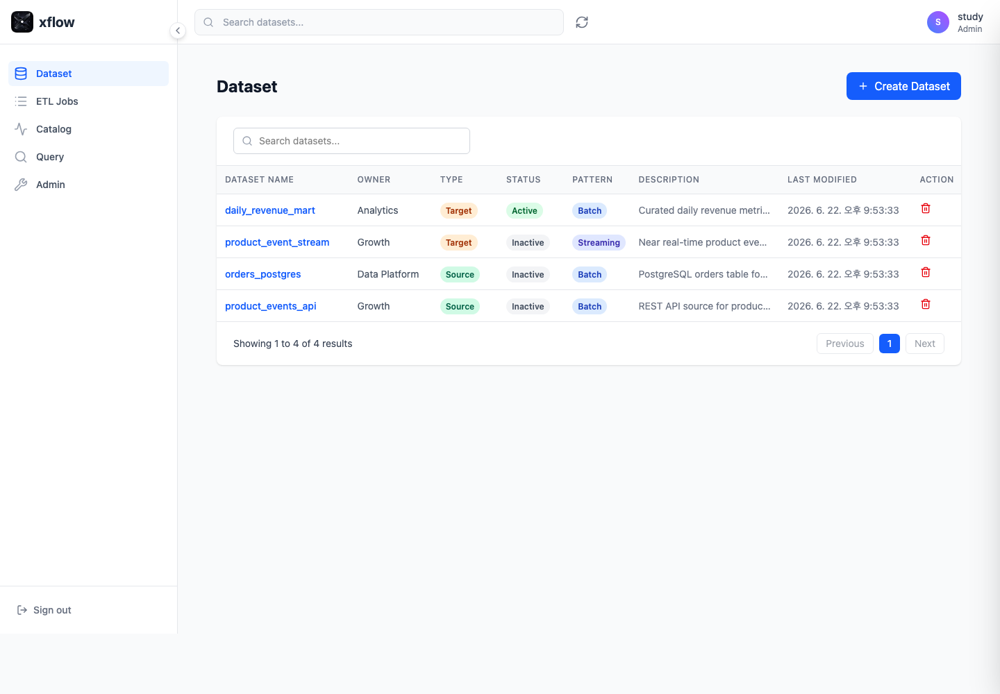 xflow
Search datasets...
S
study
Admin
Dataset
ETL Jobs
Catalog
Query
Admin
Sign out
Dataset
Create Dataset
Search datasets...
DATASET NAME OWNER TYPE STATUS PATTERN DESCRIPTION LAST MODIFIED ACTION
daily_revenue_mart Analytics Target Active Batch Curated daily revenue metri... 2026. 6. 22. 오후 9:53:33
product_event_stream Growth Target Inactive Streaming Near real-time product eve... 2026. 6. 22. 오후 9:53:33
orders_postgres Data Platform Source Inactive Batch PostgreSQL orders table fo... 2026. 6. 22. 오후 9:53:33
product_events_api Growth Source Inactive Batch REST API source for produc... 2026. 6. 22. 오후 9:53:33
Showing 1 to 4 of 4 results
Previous 1 Next